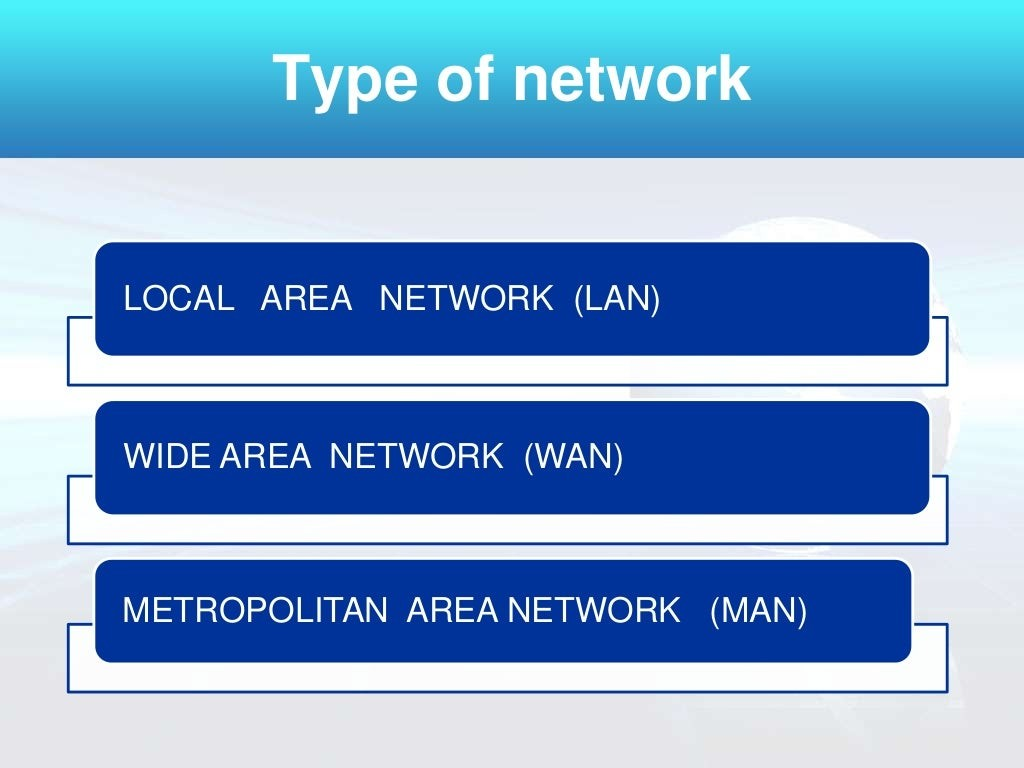 Type of network
LOCAL AREA NETWORK (LAN)
WIDE AREA NETWORK (WAN)
METROPOLITAN AREA NETWORK (MAN)